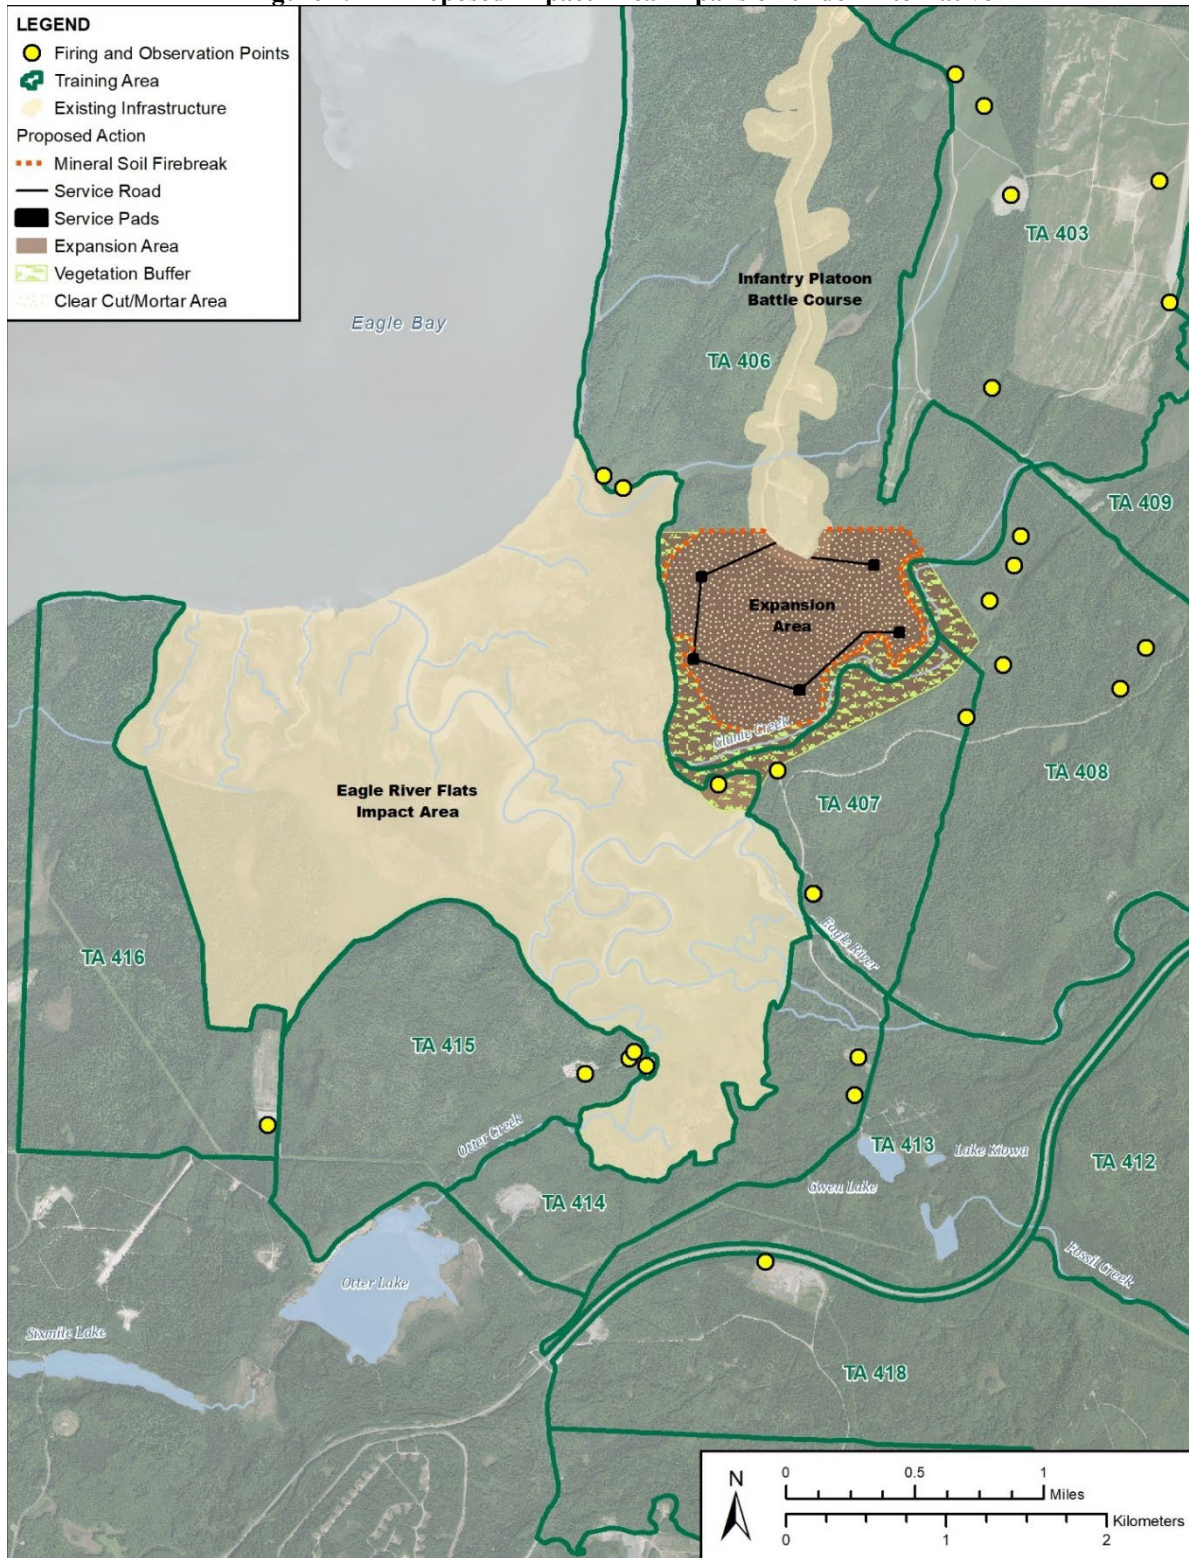 LEGEND
Firing and Observation Points
Training Area
Existing Infrastructure
Proposed Action
Mineral Soil Firebreak
Service Road
Service Pads
Expansion Area
Vegetation Buffer
Clear Cut/Mortar Area
Eagle Bay
TA 403
Infantry Platoon
Battle Course
TA 406
TA 409
Expansion
Area
Clunie Creek
Eagle River Flats
Impact Area
TA 407
TA 408
TA 416
Eagle River
TA 415
Otter Creek
TA 413
Lake Kiowa
TA 412
Gwen Lake
TA 414
Fossil Creek
Otter Lake
Sixmile Lake
TA 418
N
0 0.5 1
Miles
Kilometers
0 1 2